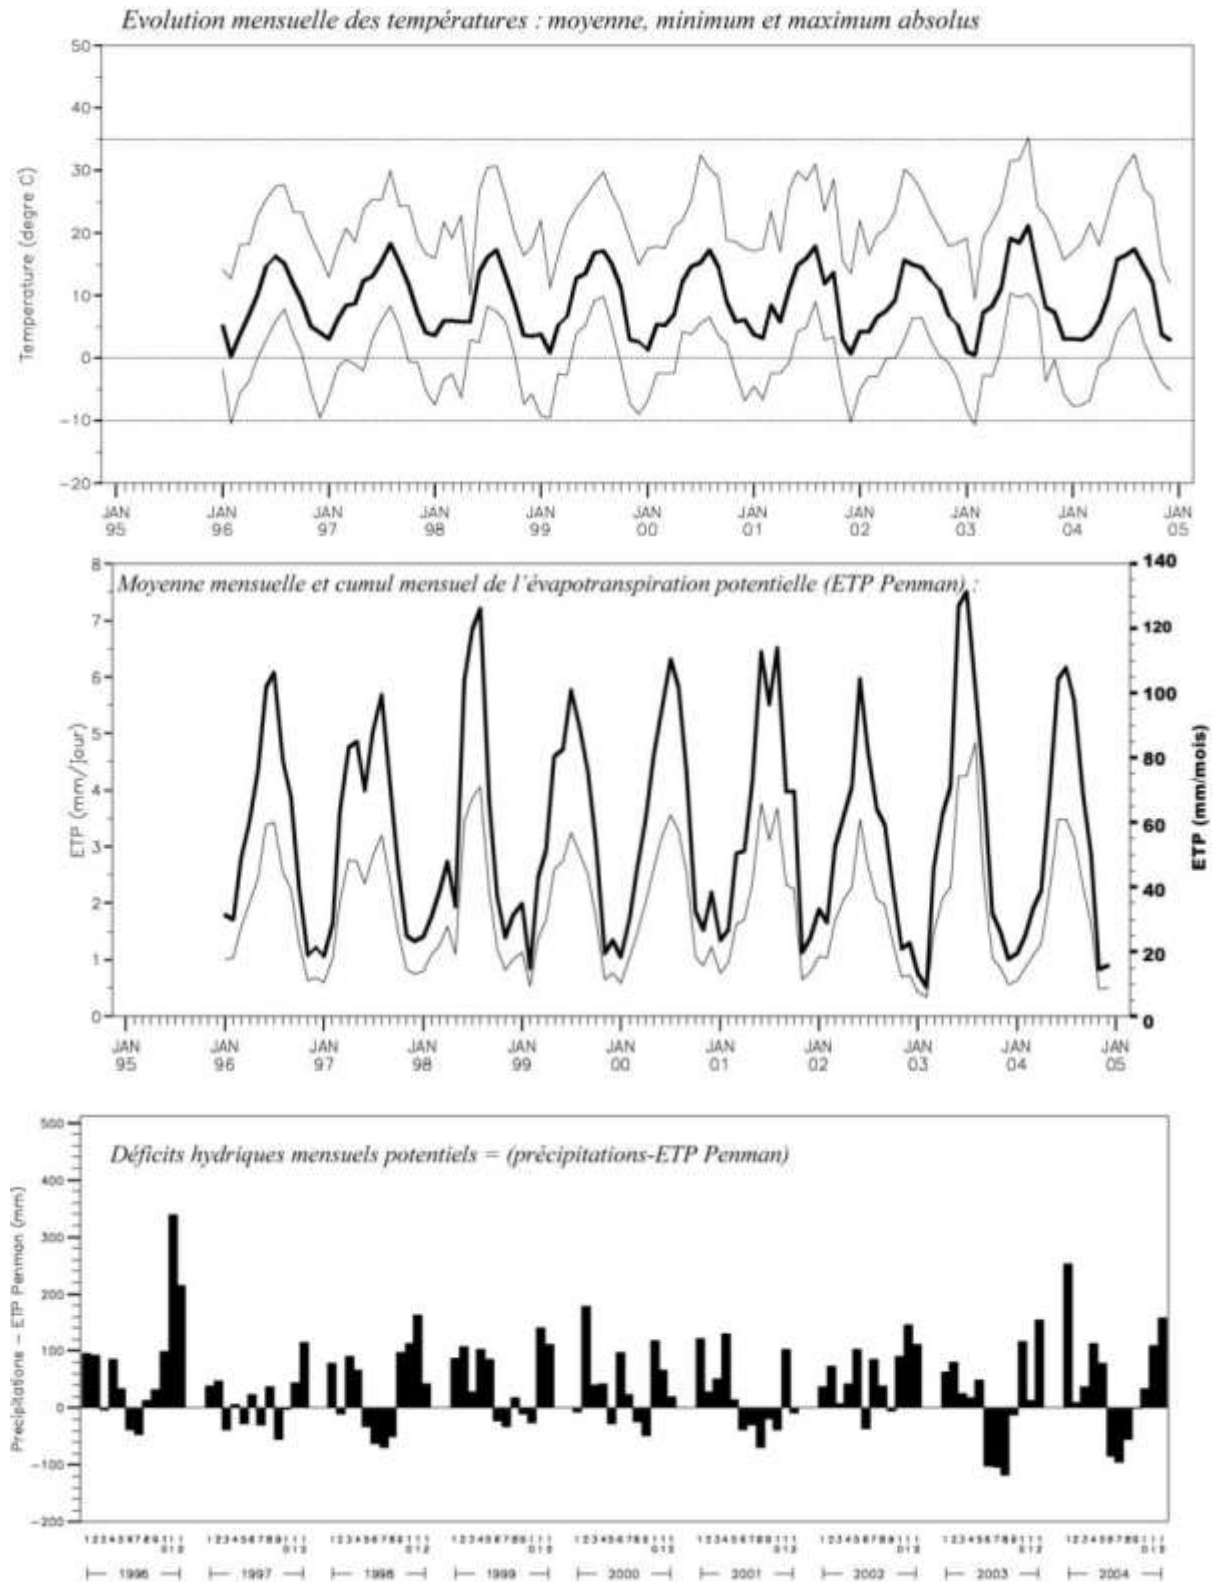 Evolution mensuelle des températures : moyenne, minimum et maximum absolus
50
40
30
20
10
0
-10
-20
Temperature (degre C)
JAN JAN JAN JAN JAN JAN JAN JAN JAN JAN JAN
95 96 97 98 99 00 01 02 03 04 05
Moyenne mensuelle et cumul mensuel de l'évapotranspiration potentielle (ETP Penman) :
8
7
6
5
4
3
2
1
0
ETP (mm/jour)
140
120
100
80
60
40
20
0
ETP (mm/mois)
JAN JAN JAN JAN JAN JAN JAN JAN JAN JAN JAN
95 96 97 98 99 00 01 02 03 04 05
Déficits hydriques mensuels potentiels = (précipitations-ETP Penman)
500
400
300
200
100
0
-100
-200
Precipitations - ETP Penman (mm)
1996 1997 1998 1999 2000 2001 2002 2003 2004